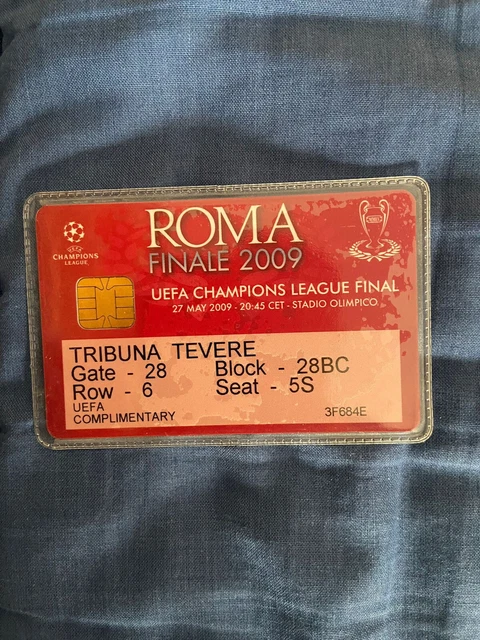 ROMA
FINALE 2009
CHAMPIONS
LEAGUE
UEFA CHAMPIONS LEAGUE FINAL
27 MAY 2009 - 20:45 CET - STADIO OLIMPICO
TRIBUNA TEVERE
Gate - 28 Block - 28BC
Row - 6 Seat - 5S
UEFA
COMPLIMENTARY 3F684E